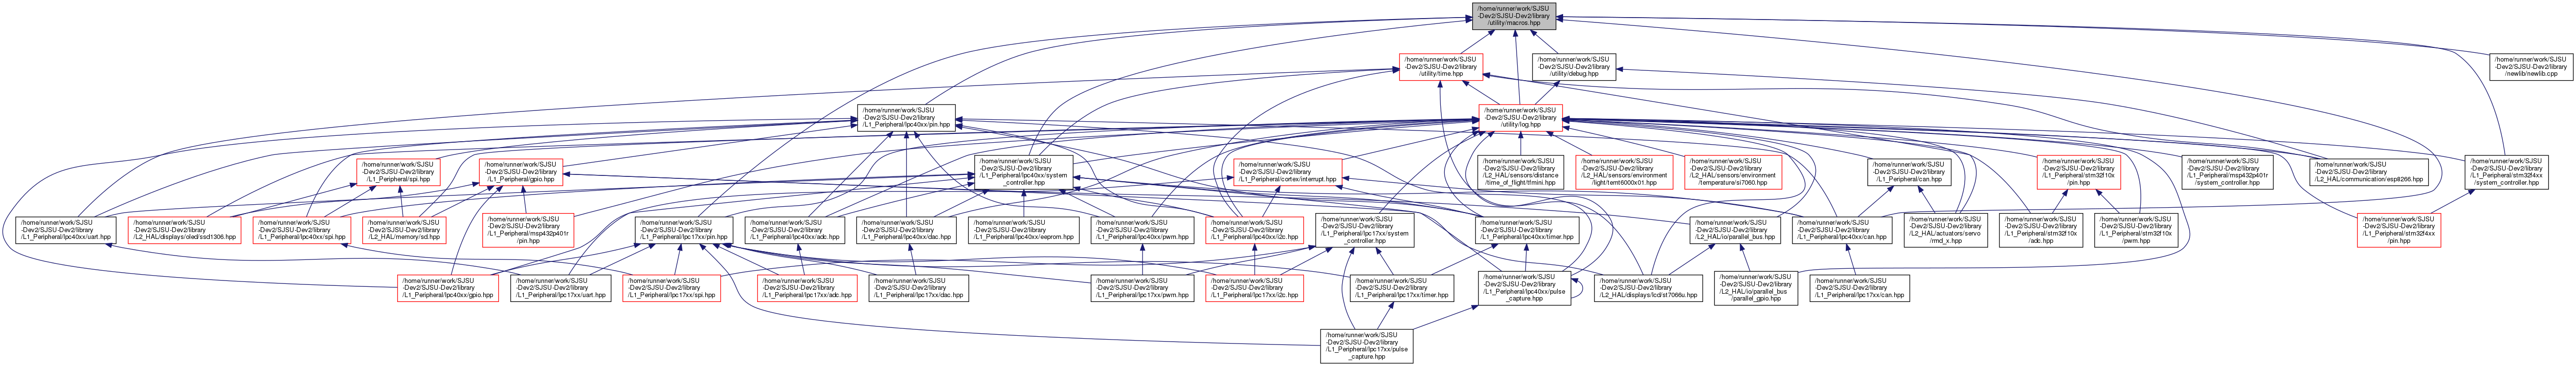 /home/runner/work/SJSU
-Dev2/SJSU-Dev2/library
/utility/macros.hpp
/home/runner/work/SJSU
-Dev2/SJSU-Dev2/library
/utility/time.hpp
/home/runner/work/SJSU
-Dev2/SJSU-Dev2/library
/utility/debug.hpp
/home/runner/work/SJSU
-Dev2/SJSU-Dev2/library
/newlib/newlib.cpp
/home/runner/work/SJSU
-Dev2/SJSU-Dev2/library
/L1_Peripheral/lpc40xx/pin.hpp
/home/runner/work/SJSU
-Dev2/SJSU-Dev2/library
/utility/log.hpp
/home/runner/work/SJSU
-Dev2/SJSU-Dev2/library
/L1_Peripheral/spi.hpp
/home/runner/work/SJSU
-Dev2/SJSU-Dev2/library
/L1_Peripheral/gpio.hpp
/home/runner/work/SJSU
-Dev2/SJSU-Dev2/library
/L1_Peripheral/lpc40xx/system
_controller.hpp
/home/runner/work/SJSU
-Dev2/SJSU-Dev2/library
/L1_Peripheral/cortex/interrupt.hpp
/home/runner/work/SJSU
-Dev2/SJSU-Dev2/library
/L2_HAL/sensors/distance
/time_of_flight/tfmini.hpp
/home/runner/work/SJSU
-Dev2/SJSU-Dev2/library
/L2_HAL/sensors/environment
/light/temt6000x01.hpp
/home/runner/work/SJSU
-Dev2/SJSU-Dev2/library
/L2_HAL/sensors/environment
/temperature/si7060.hpp
/home/runner/work/SJSU
-Dev2/SJSU-Dev2/library
/L1_Peripheral/can.hpp
/home/runner/work/SJSU
-Dev2/SJSU-Dev2/library
/L1_Peripheral/stm32f10x
/pin.hpp
/home/runner/work/SJSU
-Dev2/SJSU-Dev2/library
/L1_Peripheral/msp432p401r
/system_controller.hpp
/home/runner/work/SJSU
-Dev2/SJSU-Dev2/library
/L2_HAL/communication/esp8266.hpp
/home/runner/work/SJSU
-Dev2/SJSU-Dev2/library
/L1_Peripheral/stm32f4xx
/system_controller.hpp
/home/runner/work/SJSU
-Dev2/SJSU-Dev2/library
/L1_Peripheral/lpc40xx/uart.hpp
/home/runner/work/SJSU
-Dev2/SJSU-Dev2/library
/L2_HAL/displays/oled/ssd1306.hpp
/home/runner/work/SJSU
-Dev2/SJSU-Dev2/library
/L1_Peripheral/lpc40xx/spi.hpp
/home/runner/work/SJSU
-Dev2/SJSU-Dev2/library
/L2_HAL/memory/sd.hpp
/home/runner/work/SJSU
-Dev2/SJSU-Dev2/library
/L1_Peripheral/msp432p401r
/pin.hpp
/home/runner/work/SJSU
-Dev2/SJSU-Dev2/library
/L1_Peripheral/lpc17xx/pin.hpp
/home/runner/work/SJSU
-Dev2/SJSU-Dev2/library
/L1_Peripheral/lpc40xx/adc.hpp
/home/runner/work/SJSU
-Dev2/SJSU-Dev2/library
/L1_Peripheral/lpc40xx/dac.hpp
/home/runner/work/SJSU
-Dev2/SJSU-Dev2/library
/L1_Peripheral/lpc40xx/eeprom.hpp
/home/runner/work/SJSU
-Dev2/SJSU-Dev2/library
/L1_Peripheral/lpc40xx/pwm.hpp
/home/runner/work/SJSU
-Dev2/SJSU-Dev2/library
/L1_Peripheral/lpc40xx/i2c.hpp
/home/runner/work/SJSU
-Dev2/SJSU-Dev2/library
/L1_Peripheral/lpc17xx/system
_controller.hpp
/home/runner/work/SJSU
-Dev2/SJSU-Dev2/library
/L1_Peripheral/lpc40xx/timer.hpp
/home/runner/work/SJSU
-Dev2/SJSU-Dev2/library
/L2_HAL/io/parallel_bus.hpp
/home/runner/work/SJSU
-Dev2/SJSU-Dev2/library
/L1_Peripheral/lpc40xx/can.hpp
/home/runner/work/SJSU
-Dev2/SJSU-Dev2/library
/L2_HAL/actuators/servo
/rmd_x.hpp
/home/runner/work/SJSU
-Dev2/SJSU-Dev2/library
/L1_Peripheral/stm32f10x
/adc.hpp
/home/runner/work/SJSU
-Dev2/SJSU-Dev2/library
/L1_Peripheral/stm32f10x
/pwm.hpp
/home/runner/work/SJSU
-Dev2/SJSU-Dev2/library
/L1_Peripheral/stm32f4xx
/pin.hpp
/home/runner/work/SJSU
-Dev2/SJSU-Dev2/library
/L1_Peripheral/lpc40xx/gpio.hpp
/home/runner/work/SJSU
-Dev2/SJSU-Dev2/library
/L1_Peripheral/lpc17xx/uart.hpp
/home/runner/work/SJSU
-Dev2/SJSU-Dev2/library
/L1_Peripheral/lpc17xx/spi.hpp
/home/runner/work/SJSU
-Dev2/SJSU-Dev2/library
/L1_Peripheral/lpc17xx/adc.hpp
/home/runner/work/SJSU
-Dev2/SJSU-Dev2/library
/L1_Peripheral/lpc17xx/dac.hpp
/home/runner/work/SJSU
-Dev2/SJSU-Dev2/library
/L1_Peripheral/lpc17xx/pwm.hpp
/home/runner/work/SJSU
-Dev2/SJSU-Dev2/library
/L1_Peripheral/lpc17xx/i2c.hpp
/home/runner/work/SJSU
-Dev2/SJSU-Dev2/library
/L1_Peripheral/lpc17xx/timer.hpp
/home/runner/work/SJSU
-Dev2/SJSU-Dev2/library
/L1_Peripheral/lpc40xx/pulse
_capture.hpp
/home/runner/work/SJSU
-Dev2/SJSU-Dev2/library
/L2_HAL/displays/lcd/st7066u.hpp
/home/runner/work/SJSU
-Dev2/SJSU-Dev2/library
/L2_HAL/io/parallel_bus
/parallel_gpio.hpp
/home/runner/work/SJSU
-Dev2/SJSU-Dev2/library
/L1_Peripheral/lpc17xx/can.hpp
/home/runner/work/SJSU
-Dev2/SJSU-Dev2/library
/L1_Peripheral/lpc17xx/pulse
_capture.hpp